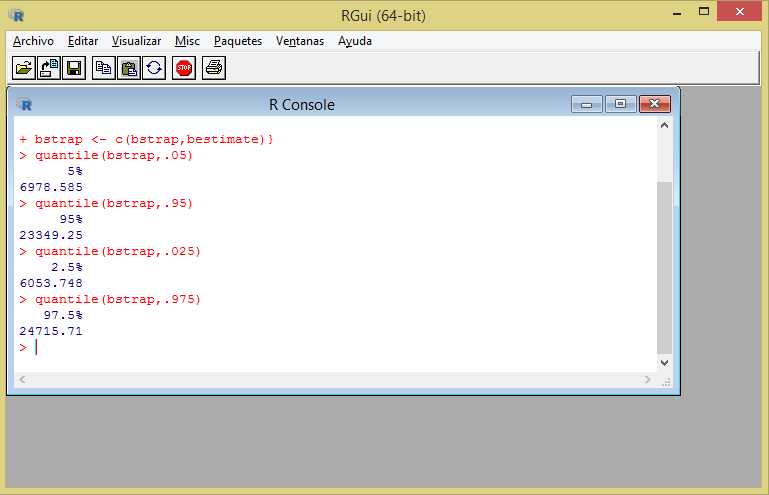 RGui (64-bit)
Archivo Editar Visualizar Misc Paquetes Ventanas Ayuda
STOP
R Console
+ bstrap <- c(bstrap,bestimate)}
> quantile(bstrap,.05)
5%
6978.585
> quantile(bstrap,.95)
95%
23349.25
> quantile(bstrap,.025)
2.5%
6053.748
> quantile(bstrap,.975)
97.5%
24715.71
>